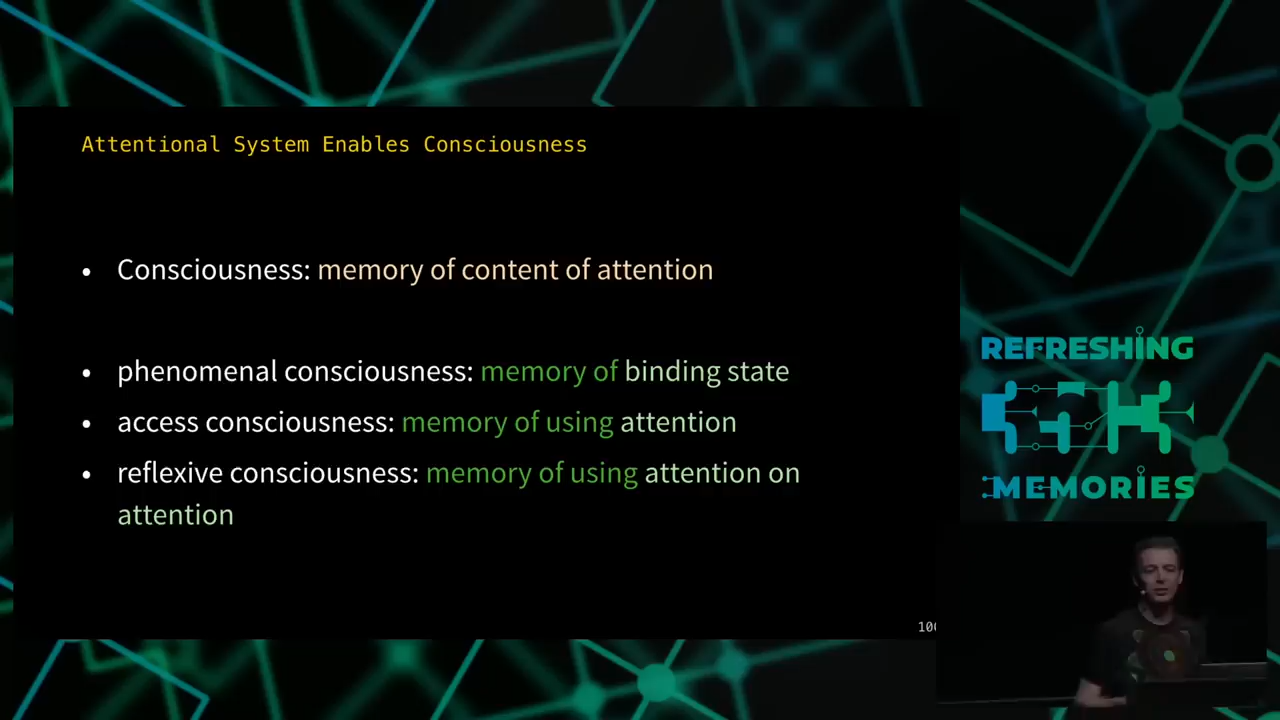 Attentional System Enables Consciousness
• Consciousness: memory of content of attention
• phenomenal consciousness: memory of binding state
• access consciousness: memory of using attention
• reflexive consciousness: memory of using attention on
attention
REFRESHING
MEMORIES